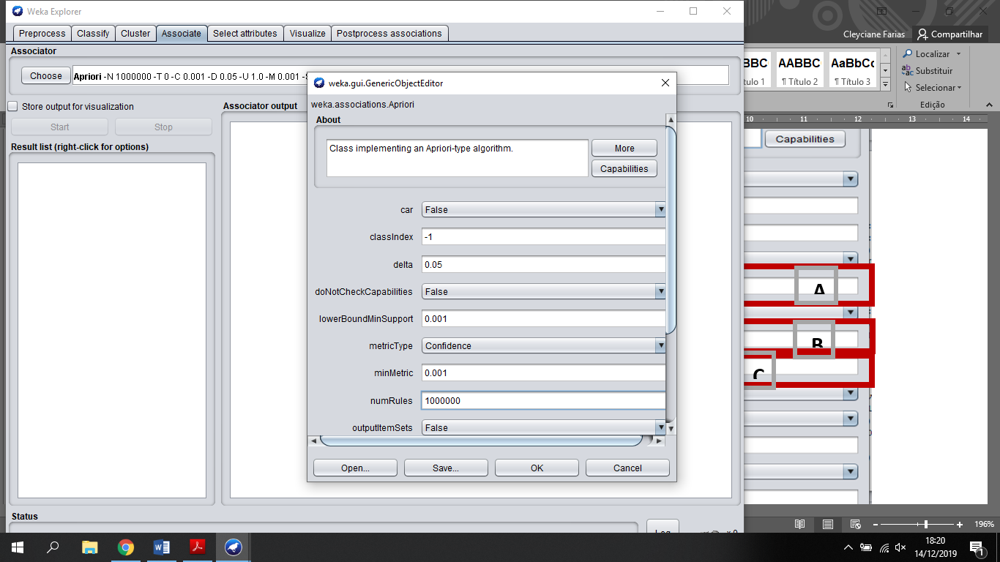 Weka Explorer
Cleyciane Farias
Compartilhar
Preprocess Classify Cluster Associate Select attributes Visualize Postprocess associations
Associator
Choose Apriori -N 1000000 -T 0 -C 0.001 -D 0.05 -U 1.0 -M 0.001
Store output for visualization
Start Stop
Associator output
Result list (right-click for options)
Status
weka.gui.GenericObjectEditor
weka.associations.Apriori
About
Class implementing an Apriori-type algorithm.
More
Capabilities
car False
classIndex -1
delta 0.05
doNotCheckCapabilities False
lowerBoundMinSupport 0.001
metricType Confidence
minMetric 0.001
numRules 1000000
outputItemSets False
Open... Save... OK Cancel
BBC AABBC AaBbCc
¶ Título 2 ¶ Título 3
Localizar
Substituir
Selecionar
Edição
10 11 12 13 14
Capabilities
A
B
C
196%
18:20
14/12/2019
1